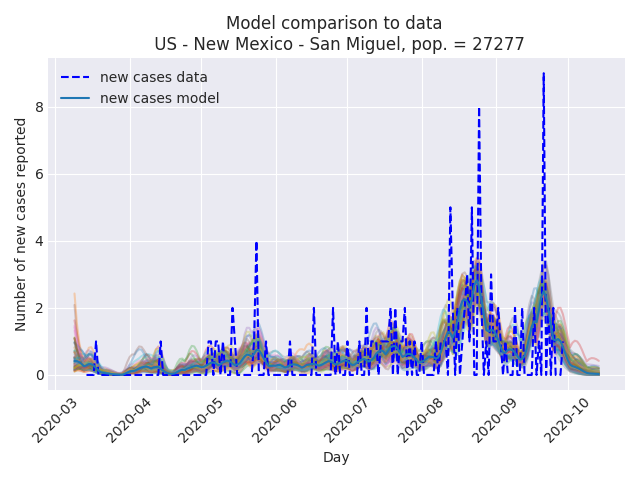 Model comparison to data
US - New Mexico - San Miguel, pop. = 27277
new cases data
new cases model
Number of new cases reported
8
6
4
2
0
2020-03
2020-04
2020-05
2020-06
2020-07
2020-08
2020-09
2020-10
Day